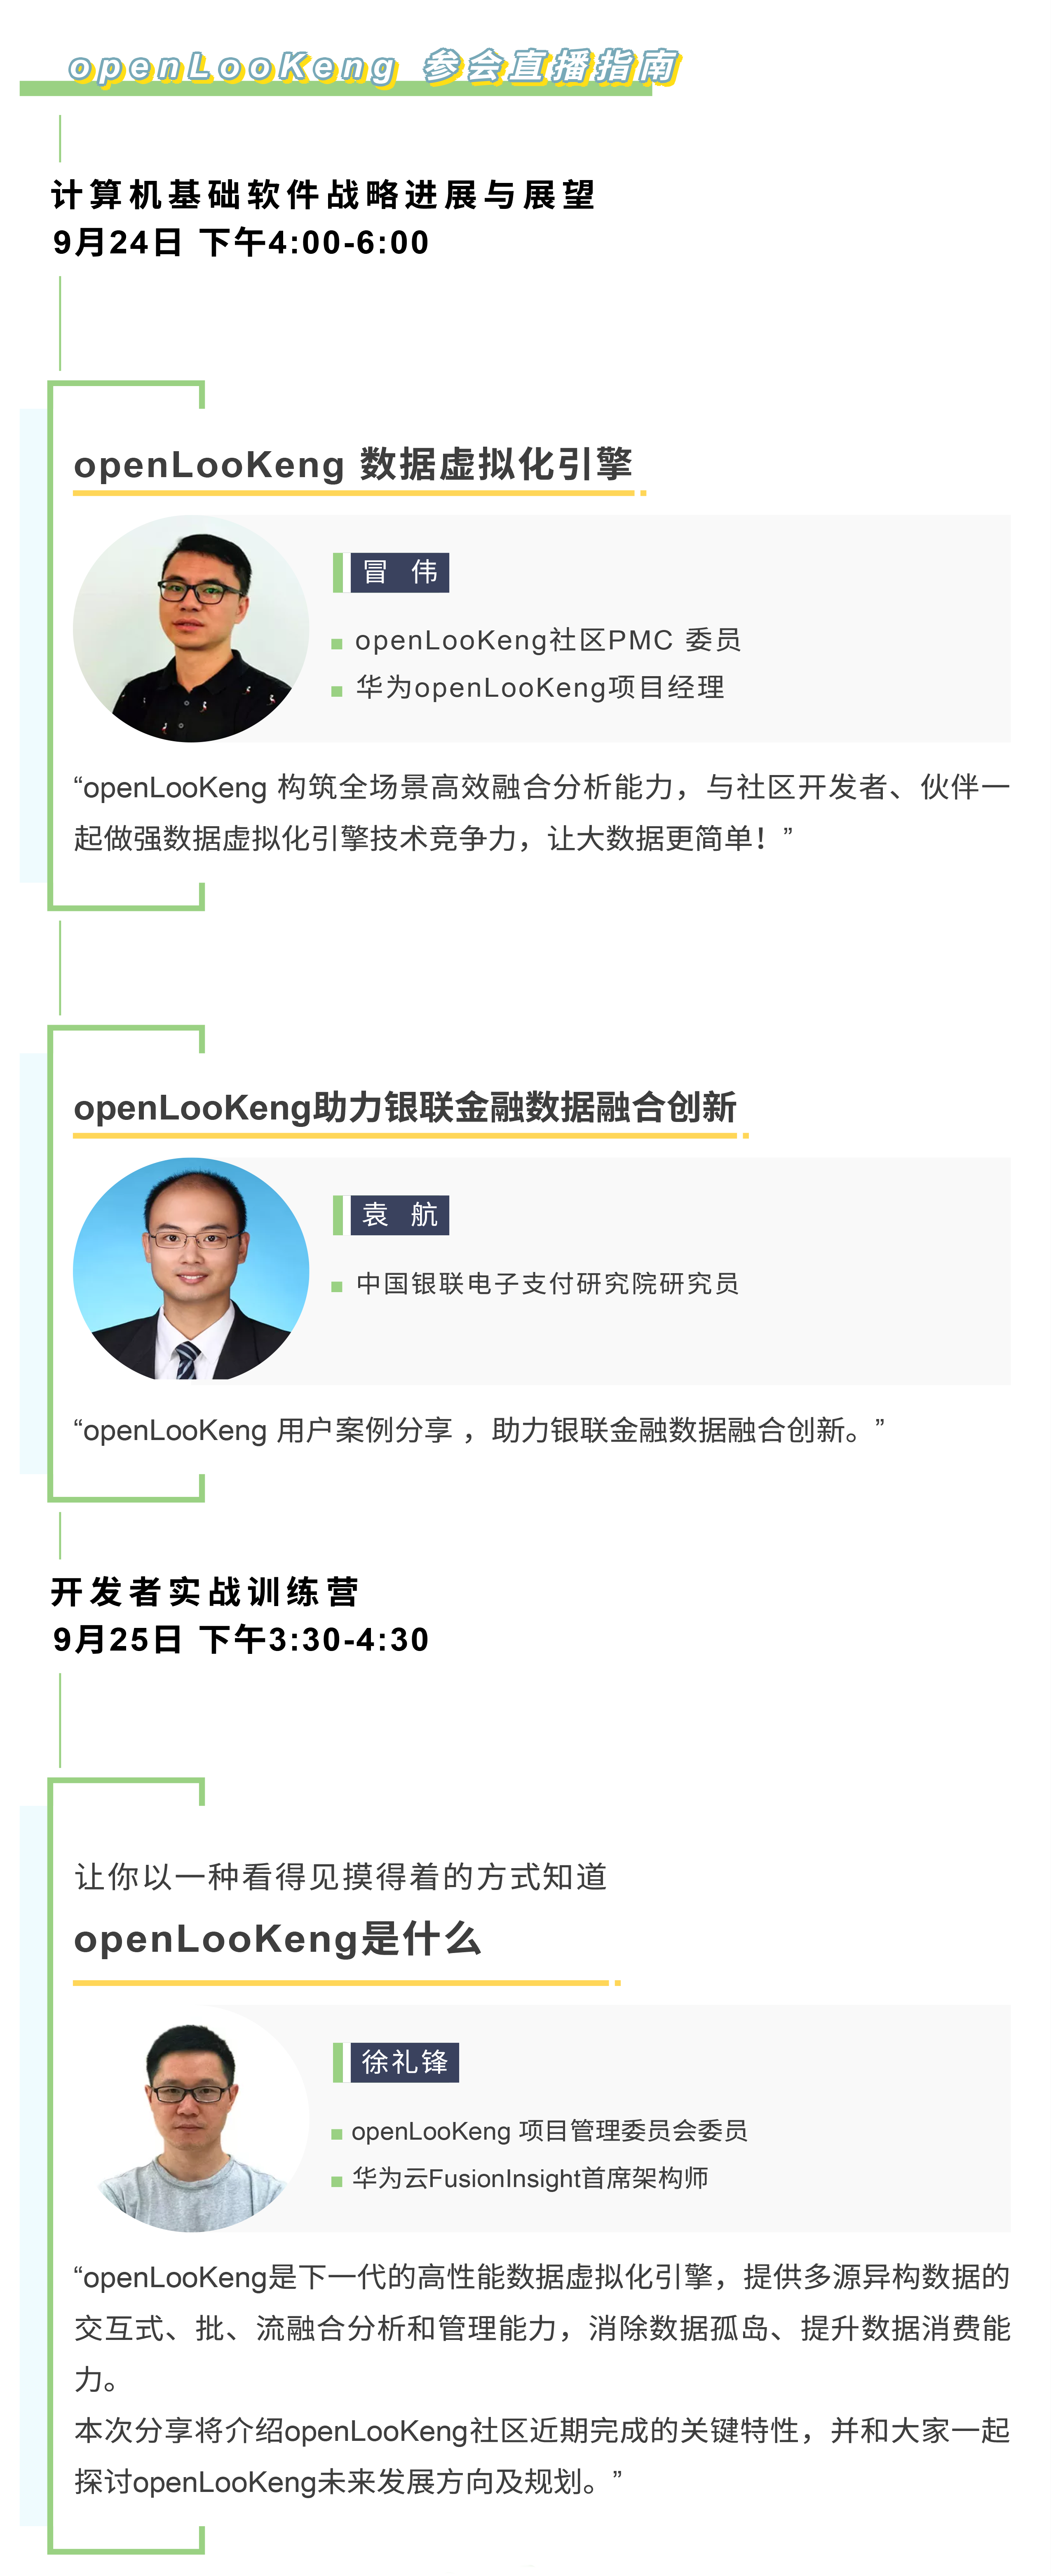 openLooKeng 参会直播指南
计算机基础软件战略进展与展望
9月24日 下午4:00-6:00
openLooKeng 数据虚拟化引擎
冒 伟
openLooKeng社区PMC 委员
华为openLooKeng项目经理
“openLooKeng 构筑全场景高效融合分析能力，与社区开发者、伙伴一
起做强数据虚拟化引擎技术竞争力，让大数据更简单！”
openLooKeng助力银联金融数据融合创新
袁 航
中国银联电子支付研究院研究员
“openLooKeng 用户案例分享 ，助力银联金融数据融合创新。”
开发者实战训练营
9月25日 下午3:30-4:30
让你以一种看得见摸得着的方式知道
openLooKeng是什么
徐礼锋
openLooKeng 项目管理委员会委员
华为云FusionInsight首席架构师
“openLooKeng是下一代的高性能数据虚拟化引擎，提供多源异构数据的
交互式、批、流融合分析和管理能力，消除数据孤岛、提升数据消费能
力。
本次分享将介绍openLooKeng社区近期完成的关键特性，并和大家一起
探讨openLooKeng未来发展方向及规划。”